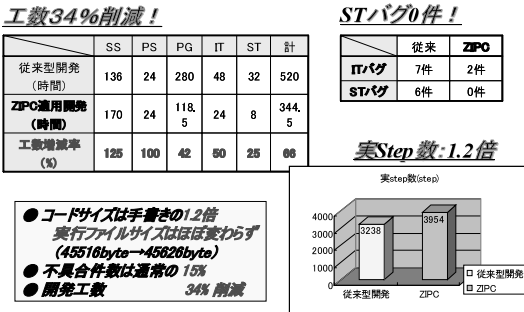 工数34%削減！
SS PS PG IT ST 計
従来型開発
（時間）
136 24 280 48 32 520
ZIPC適用開発
（時間）
170 24 118.5 24 8 344.5
工数増減率
（%）
125 100 42 50 25 66
STバグ0件！
従来 ZIPC
ITバグ 7件 2件
STバグ 6件 0件
実Step数：1.2倍
実step数(step)
4000
3000
2000
1000
0
3238
3954
従来型開発 ZIPC
従来型開発
ZIPC
● コードサイズは手書きの1.2倍
実行ファイルサイズはほぼ変わらず
（45516byte→45626byte）
● 不具合件数は通常の 15%
● 開発工数 34% 削減